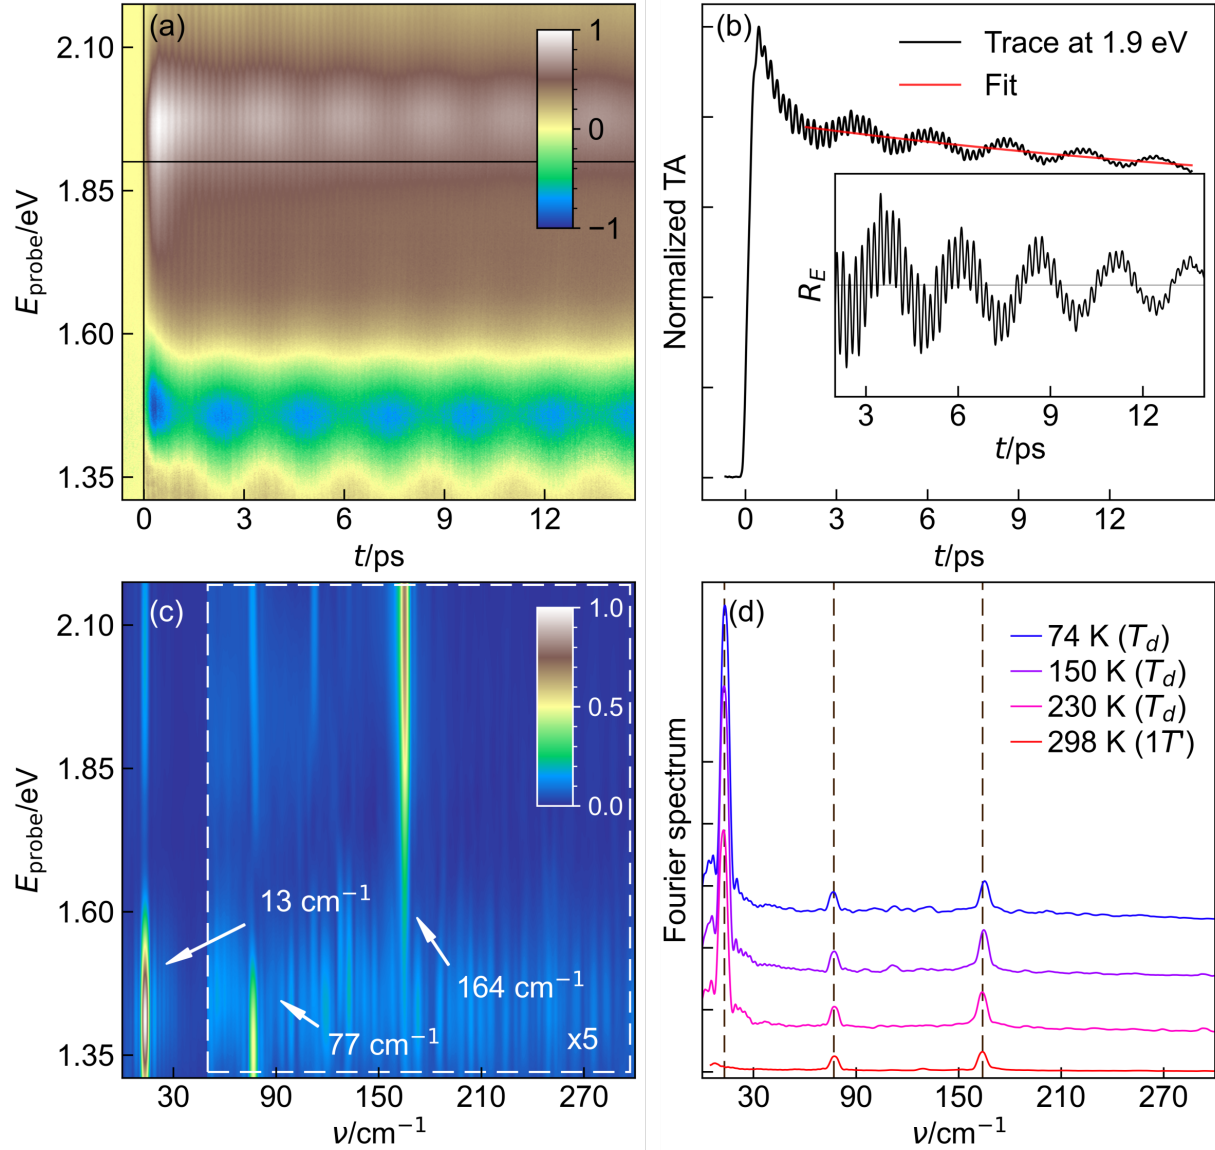 (a)
2.10
1.85
1.60
1.35
E_probe/eV
1
0
−1
0 3 6 9 12
t/ps
(b)
Trace at 1.9 eV
Fit
Normalized TA
R_E
3 6 9 12
t/ps
0 3 6 9 12
t/ps
(c)
2.10
1.85
1.60
1.35
E_probe/eV
1.0
0.5
0.0
13 cm⁻¹
164 cm⁻¹
77 cm⁻¹
x5
30 90 150 210 270
ν/cm⁻¹
(d)
74 K (T_d)
150 K (T_d)
230 K (T_d)
298 K (1T')
Fourier spectrum
30 90 150 210 270
ν/cm⁻¹